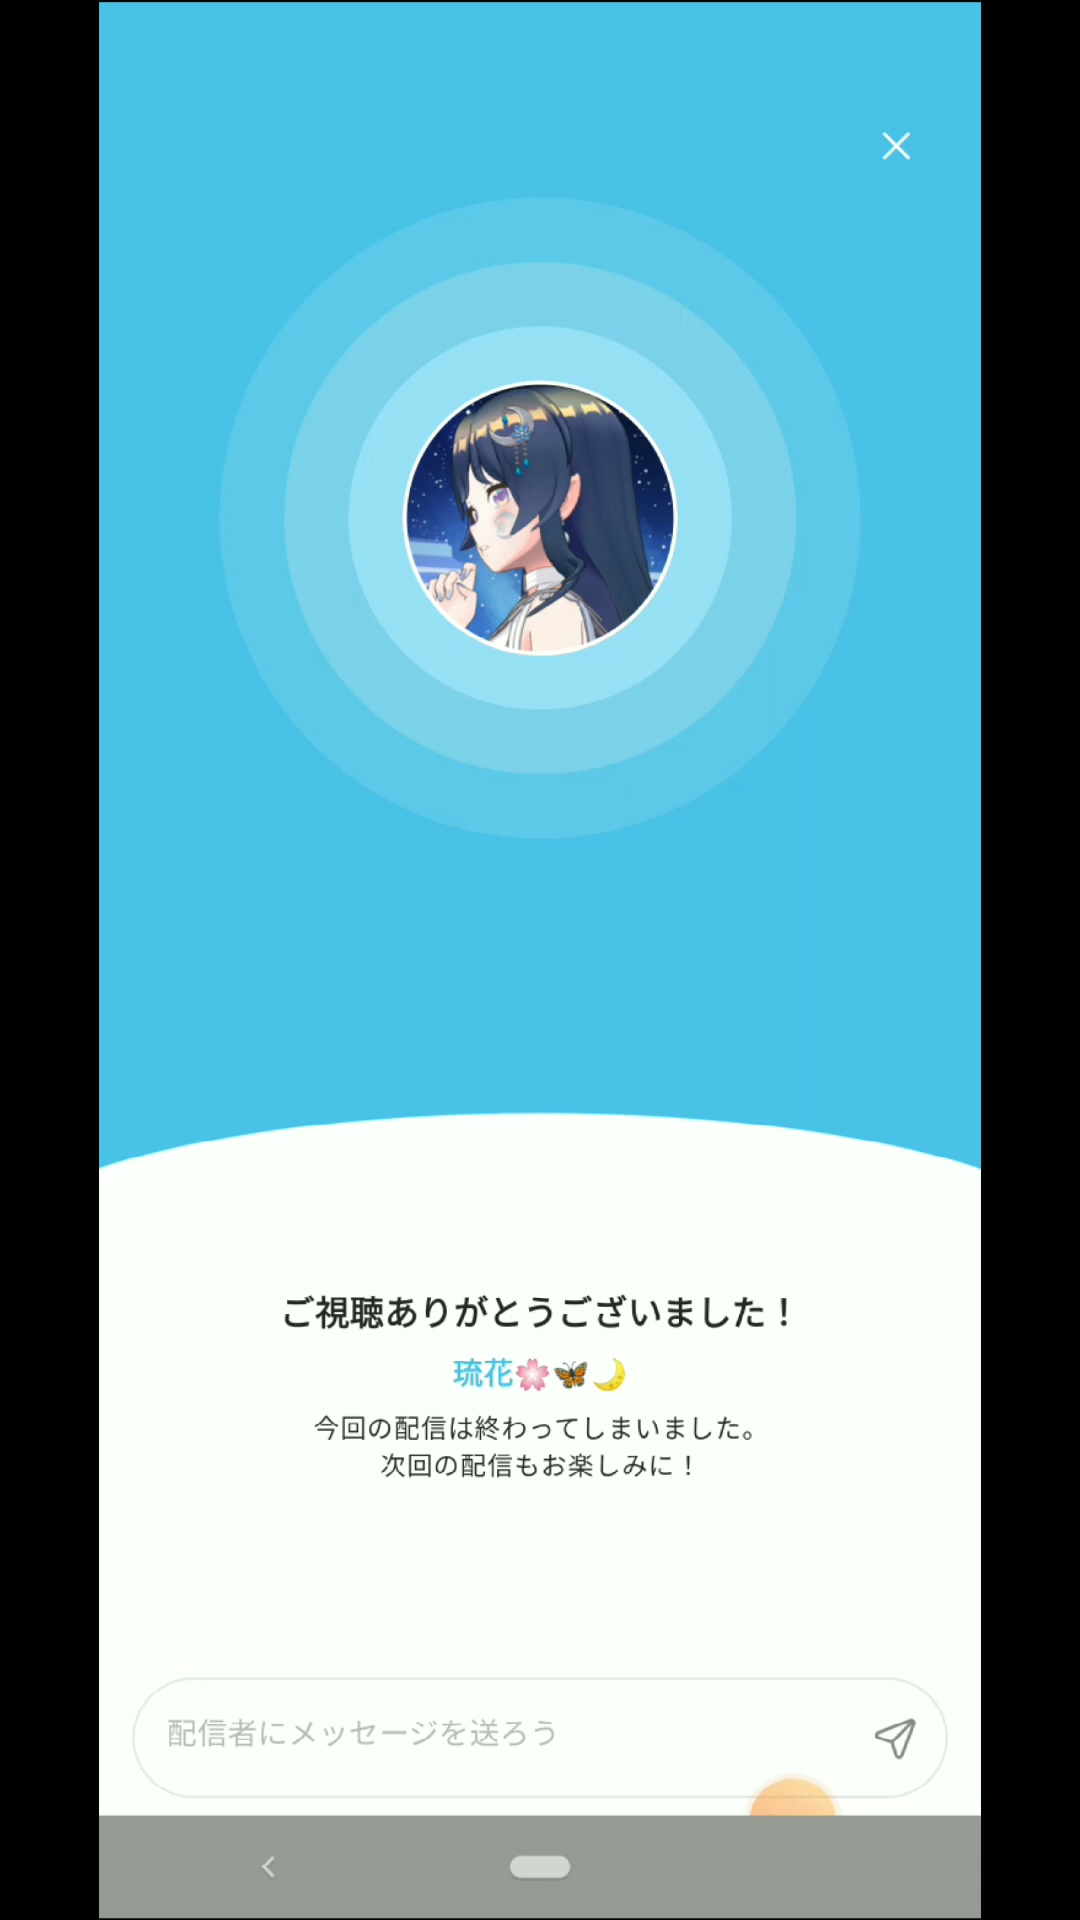 ご視聴ありがとうございました！
琉花🌸🦋🌙
今回の配信は終わってしまいました。
次回の配信もお楽しみに！
配信者にメッセージを送ろう